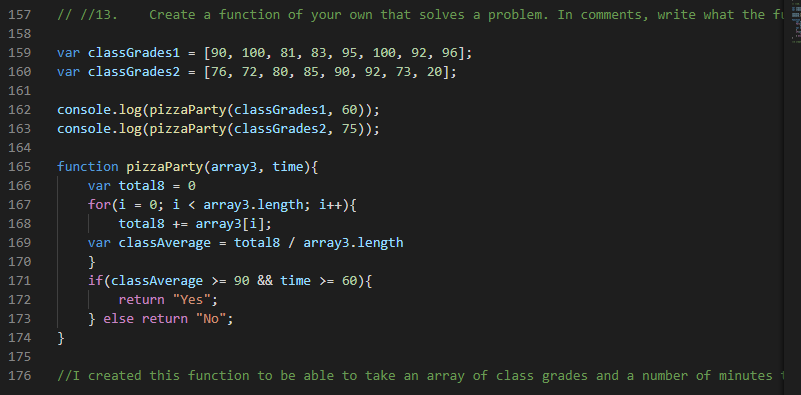 157 // //13. Create a function of your own that solves a problem. In comments, write what the
158
159 var classGrades1 = [90, 100, 81, 83, 95, 100, 92, 96];
160 var classGrades2 = [76, 72, 80, 85, 90, 92, 73, 20];
161
162 console.log(pizzaParty(classGrades1, 60));
163 console.log(pizzaParty(classGrades2, 75));
164
165 function pizzaParty(array3, time){
166 var total8 = 0
167 for(i = 0; i < array3.length; i++){
168 total8 += array3[i];
169 var classAverage = total8 / array3.length
170 }
171 if(classAverage >= 90 && time >= 60){
172 return "Yes";
173 } else return "No";
174 }
175
176 //I created this function to be able to take an array of class grades and a number of minutes